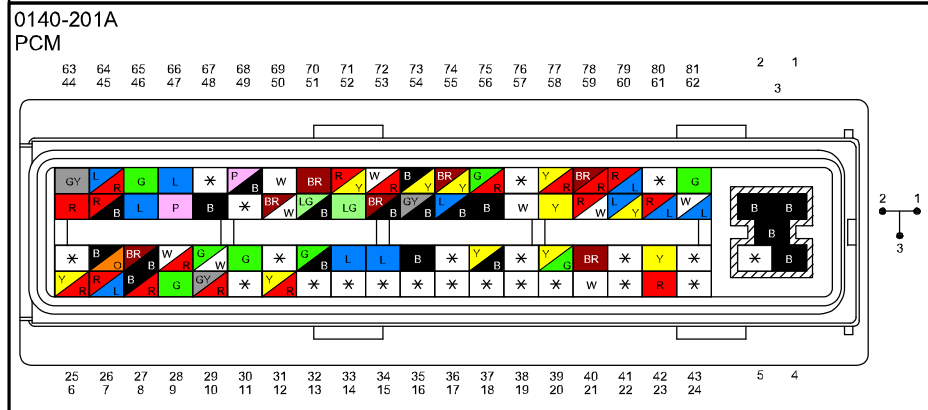 0140-201A
PCM
63 64 65 66 67 68 69 70 71 72 73 74 75 76 77 78 79 80 81 2 1
44 45 46 47 48 49 50 51 52 53 54 55 56 57 58 59 60 61 62 3
GY L R G L * P B W BR R Y W R B Y BR Y G R * Y R BR R R L * G
R R B L P B * BR W LG B LG BR B GY B L B B W Y R W L Y R L W L B B
B
* B O BR B W R G W G * G B L L B * Y B * Y G BR * Y * * B
Y R R L B R G GY R * Y R * * * * * * * * W * R *
2 1
3
25 26 27 28 29 30 31 32 33 34 35 36 37 38 39 40 41 42 43 5 4
6 7 8 9 10 11 12 13 14 15 16 17 18 19 20 21 22 23 24